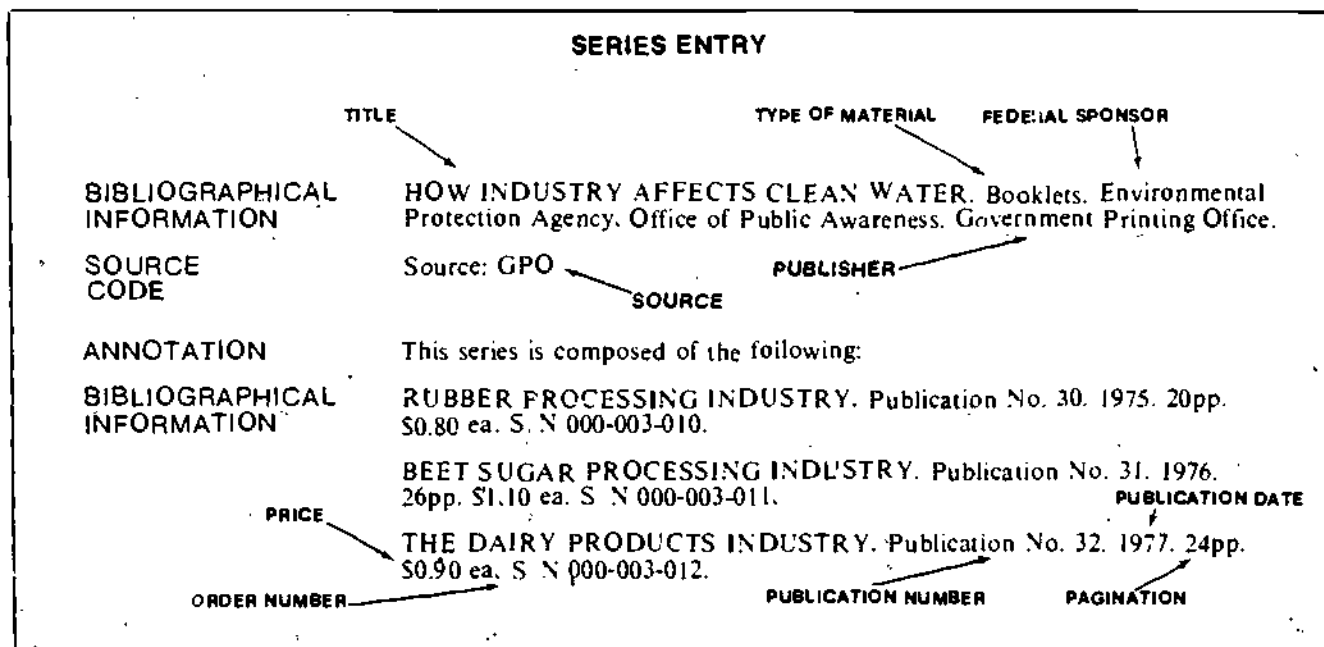 SERIES ENTRY
TITLE TYPE OF MATERIAL FEDERAL SPONSOR
BIBLIOGRAPHICAL HOW INDUSTRY AFFECTS CLEAN WATER. Booklets. Environmental
INFORMATION Protection Agency. Office of Public Awareness. Government Printing Office.
SOURCE Source: GPO PUBLISHER
CODE SOURCE
ANNOTATION This series is composed of the following:
BIBLIOGRAPHICAL RUBBER PROCESSING INDUSTRY. Publication No. 30. 1975. 20pp.
INFORMATION $0.80 ea. S N 000-003-010.
BEET SUGAR PROCESSING INDUSTRY. Publication No. 31. 1976.
26pp. $1.10 ea. S N 000-003-011. PUBLICATION DATE
PRICE
THE DAIRY PRODUCTS INDUSTRY. Publication No. 32. 1977. 24pp.
$0.90 ea. S N 000-003-012.
ORDER NUMBER PUBLICATION NUMBER PAGINATION